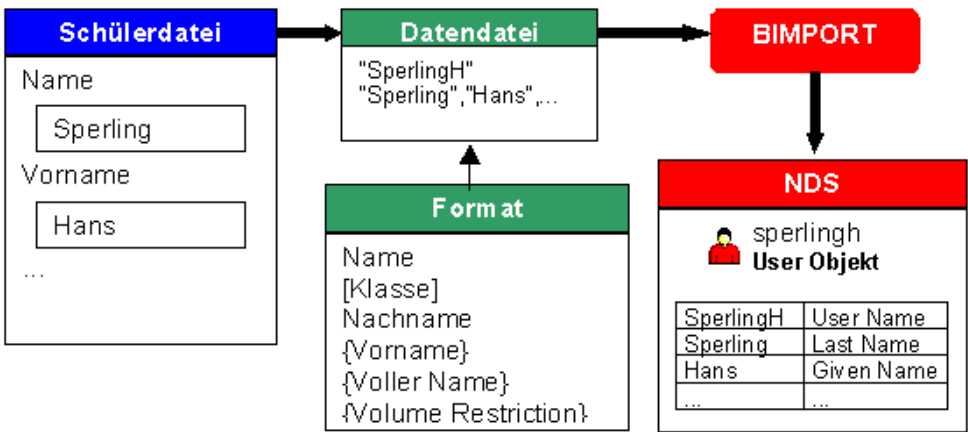 Schülerdatei
Name
Sperling
Vorname
Hans
...
Datendatei
"SperlingH"
"Sperling","Hans",...
Format
Name
[Klasse]
Nachname
{Vorname}
{Voller Name}
{Volume Restriction}
BIMPORT
NDS
sperlingh
User Objekt
SperlingH User Name
Sperling Last Name
Hans Given Name
... ...